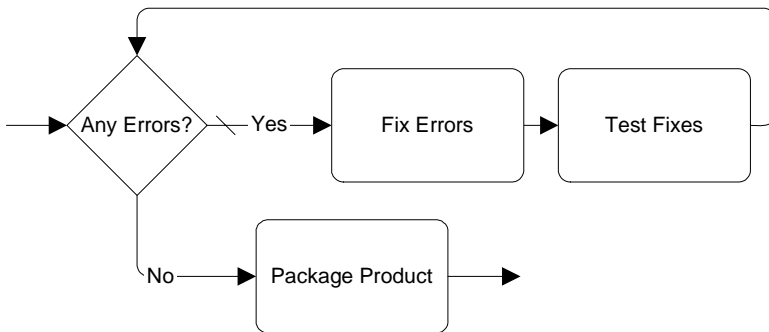 Any Errors?
Yes
Fix Errors
Test Fixes
No
Package Product